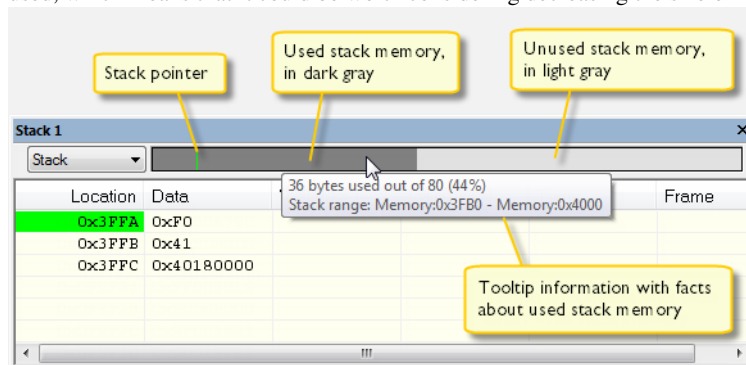 Stack pointer
Used stack memory,
in dark gray
Unused stack memory,
in light gray
Stack 1
Stack
Location Data Frame
0x3FFA 0xF0
0x3FFB 0x41
0x3FFC 0x40180000
36 bytes used out of 80 (44%)
Stack range: Memory:0x3FB0 - Memory:0x4000
Tooltip information with facts
about used stack memory